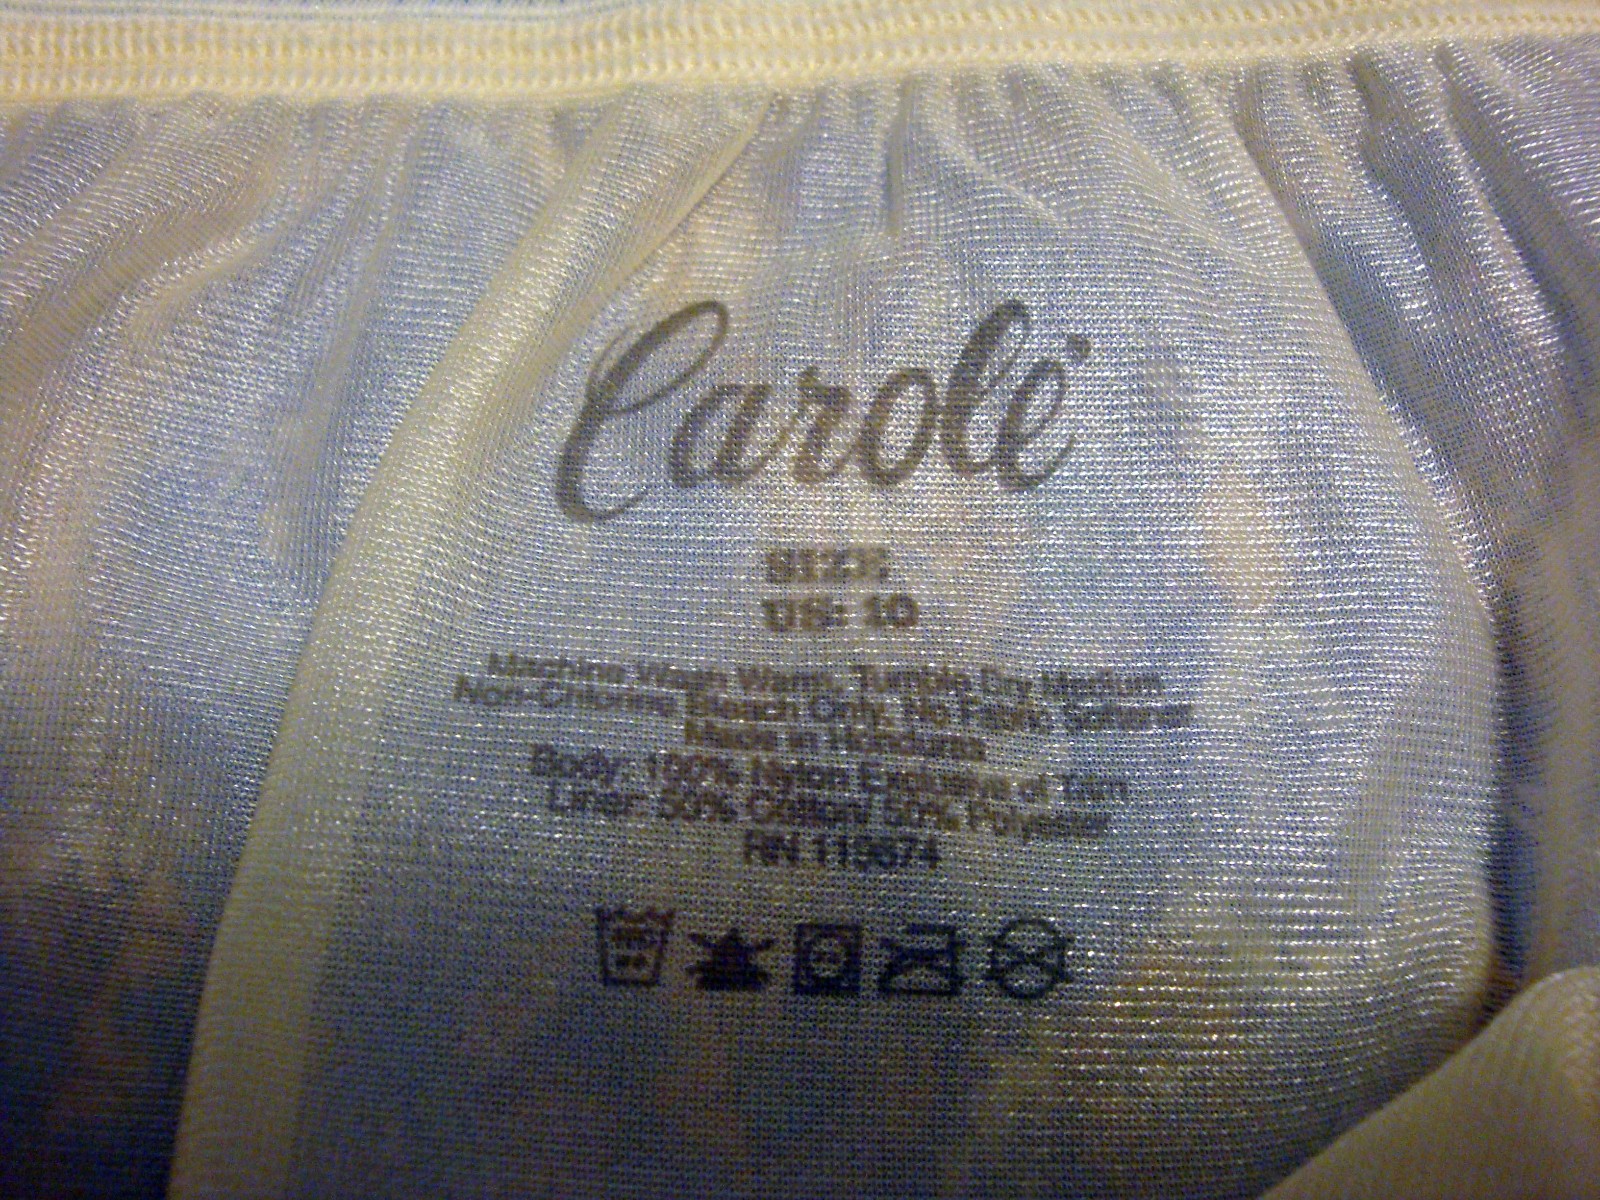 Carolé
SIZE:
US: 10
Machine Wash Warm, Tumble Dry Medium
Non-Chlorine Bleach Only, No Fabric Softener
Made in Honduras
Body: 100% Nylon Exclusive of Trim
Liner: 50% Cotton/ 50% Polyester
RN